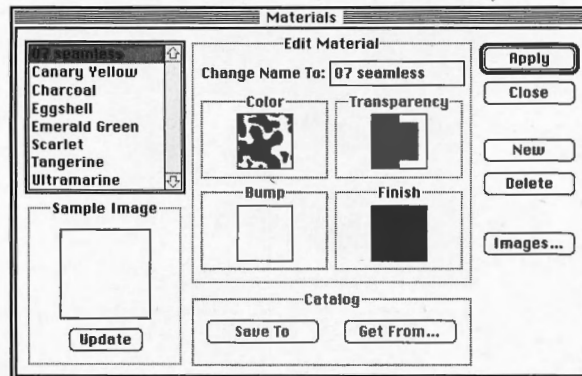 Materials
07 seamless
Canary Yellow
Charcoal
Eggshell
Emerald Green
Scarlet
Tangerine
Ultramarine
Sample Image
Update
Edit Material
Change Name To: 07 seamless
Color
Transparency
Bump
Finish
Catalog
Save To
Get From...
Apply
Close
New
Delete
Images...